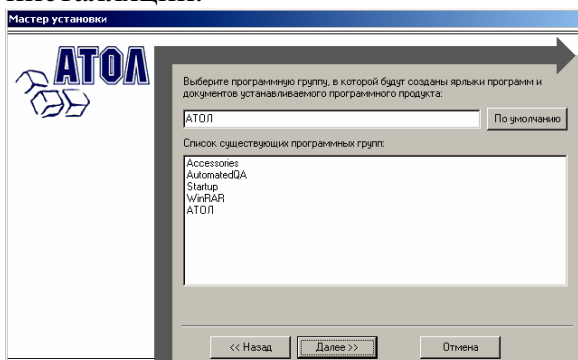 Мастер установки
АТОЛ
Выберите программную группу, в которой будут созданы ярлыки программ и
документов устанавливаемого программного продукта:
АТОЛ
По умолчанию
Список существующих программных групп:
Accessories
AutomatedQA
Startup
WinRAR
АТОЛ
<< Назад
Далее >>
Отмена